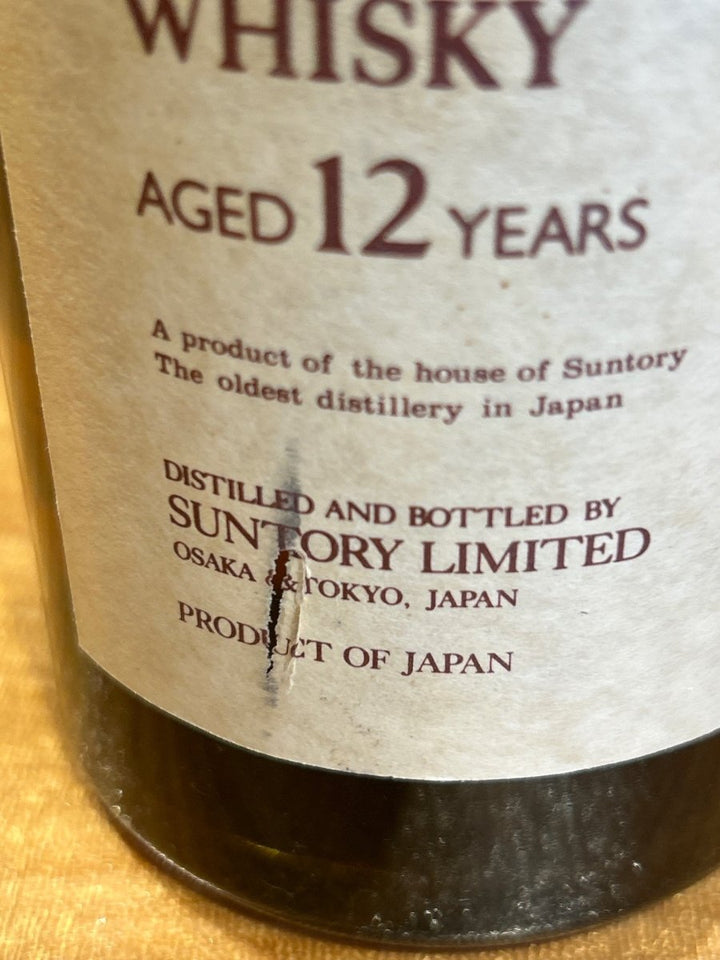 WHISKY
AGED 12 YEARS
A product of the house of Suntory
The oldest distillery in Japan
DISTILLED AND BOTTLED BY
SUNTORY LIMITED
OSAKA & TOKYO, JAPAN
PRODUCT OF JAPAN